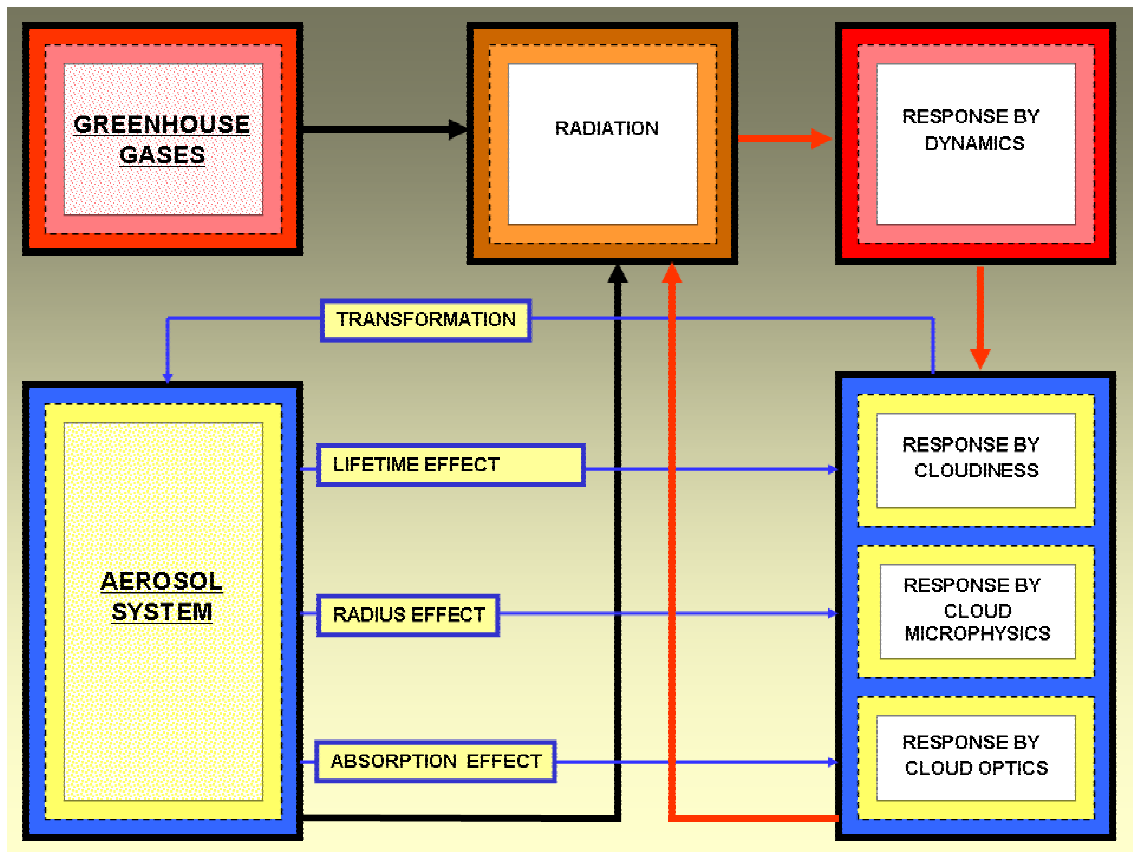 GREENHOUSE
GASES
RADIATION
RESPONSE BY
DYNAMICS
TRANSFORMATION
AEROSOL
SYSTEM
LIFETIME EFFECT
RADIUS EFFECT
ABSORPTION EFFECT
RESPONSE BY
CLOUDINESS
RESPONSE BY
CLOUD
MICROPHYSICS
RESPONSE BY
CLOUD OPTICS